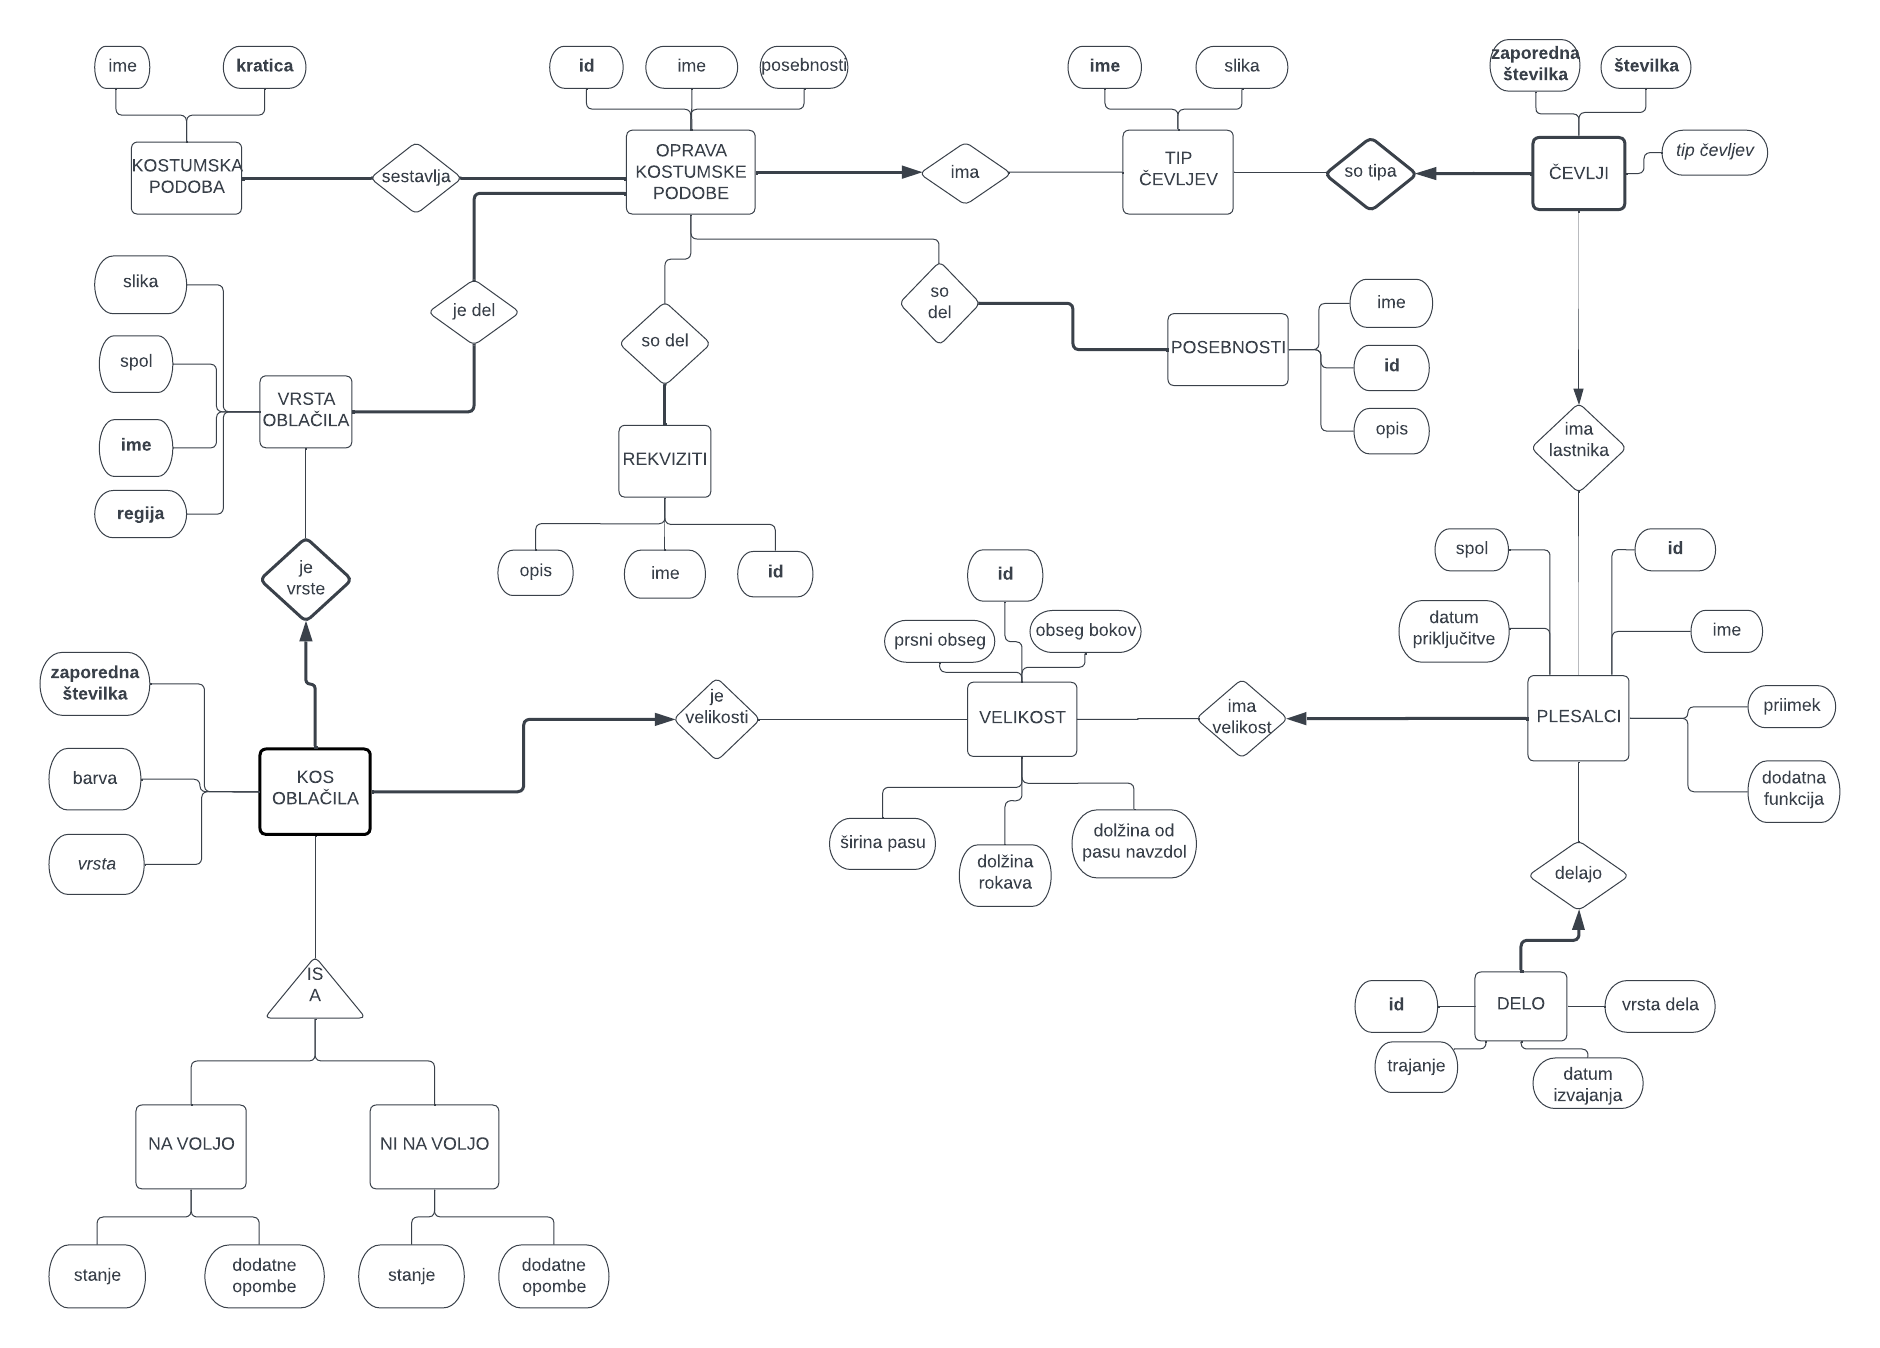 ime
kratica
id
ime
posebnosti
ime
slika
zaporedna
številka
številka
KOSTUMSKA
PODOBA
sestavlja
OPRAVA
KOSTUMSKE
PODOBE
ima
TIP
ČEVLJEV
so tipa
ČEVLJI
tip čevljev
slika
spol
ime
regija
VRSTA
OBLAČILA
je del
so del
so
del
POSEBNOSTI
ime
id
opis
ima
lastnika
REKVIZITI
opis
ime
id
je
vrste
zaporedna
številka
barva
vrsta
KOS
OBLAČILA
je
velikosti
id
prsni obseg
obseg bokov
VELIKOST
širina pasu
dolžina
rokava
dolžina od
pasu navzdol
ima
velikost
spol
id
datum
priključitve
ime
PLESALCI
priimek
dodatna
funkcija
delajo
id
DELO
vrsta dela
trajanje
datum
izvajanja
IS
A
NA VOLJO
NI NA VOLJO
stanje
dodatne
opombe
stanje
dodatne
opombe